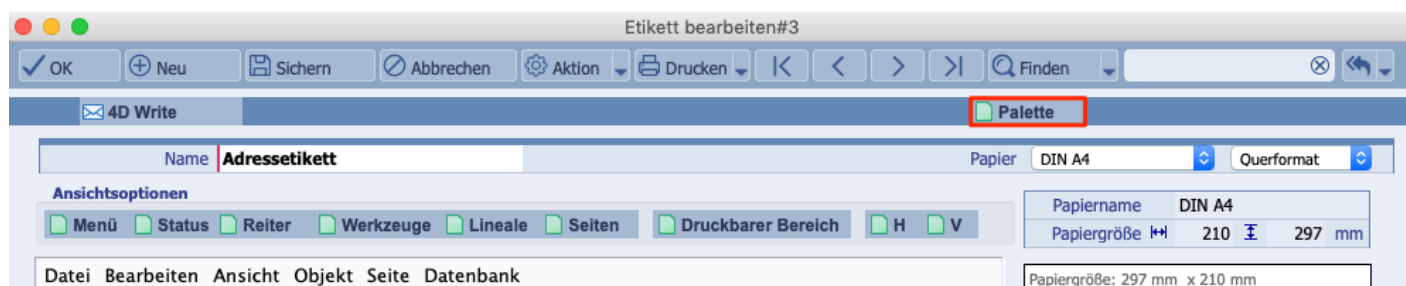 Etikett bearbeiten#3
OK Neu Sichern Abbrechen Aktion Drucken Finden
4D Write Palette
Name Adressetikett Papier DIN A4 Querformat
Ansichtsoptionen
Menü Status Reiter Werkzeuge Lineale Seiten Druckbarer Bereich H V
Papiername DIN A4
Papiergröße 210 297 mm
Datei Bearbeiten Ansicht Objekt Seite Datenbank
Papiergröße: 297 mm x 210 mm